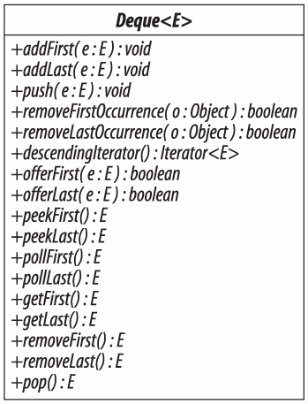 Deque<E>
+addFirst( e : E ) : void
+addLast( e : E ) : void
+push( e : E ) : void
+removeFirstOccurrence( o : Object ) : boolean
+removeLastOccurrence( o : Object ) : boolean
+descendingIterator() : Iterator<E>
+offerFirst( e : E ) : boolean
+offerLast( e : E ) : boolean
+peekFirst() : E
+peekLast() : E
+pollFirst() : E
+pollLast() : E
+getFirst() : E
+getLast() : E
+removeFirst() : E
+removeLast() : E
+pop() : E